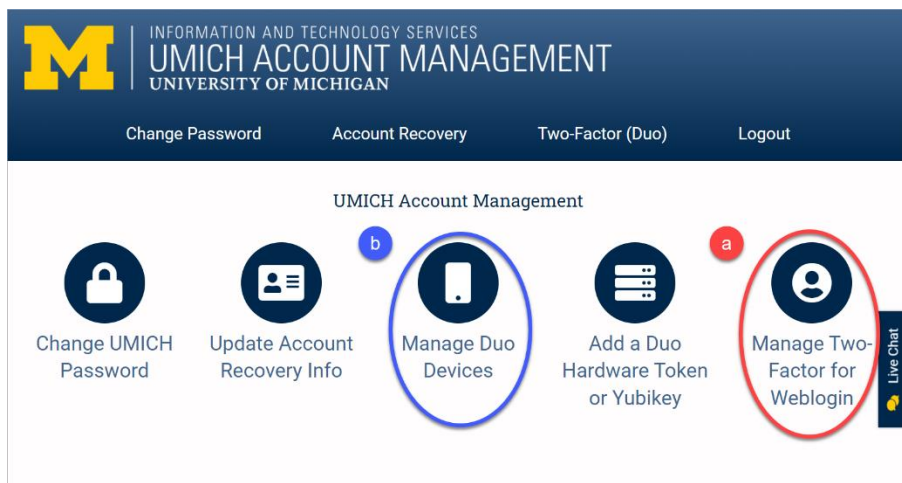 M
INFORMATION AND TECHNOLOGY SERVICES
UMICH ACCOUNT MANAGEMENT
UNIVERSITY OF MICHIGAN
Change Password Account Recovery Two-Factor (Duo) Logout
UMICH Account Management
b
a
Change UMICH
Password
Update Account
Recovery Info
Manage Duo
Devices
Add a Duo
Hardware Token
or Yubikey
Manage Two-
Factor for
Weblogin
Live Chat